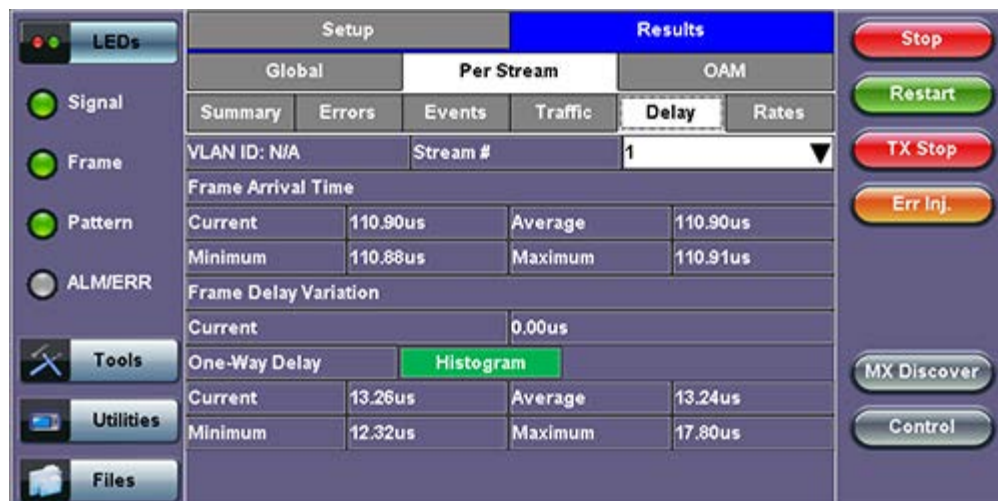 LEDs
Signal
Frame
Pattern
ALM/ERR
Tools
Utilities
Files
Setup Results
Global Per Stream OAM
Summary Errors Events Traffic Delay Rates
VLAN ID: N/A Stream # 1
Frame Arrival Time
Current 110.90us Average 110.90us
Minimum 110.88us Maximum 110.91us
Frame Delay Variation
Current 0.00us
One-Way Delay Histogram
Current 13.26us Average 13.24us
Minimum 12.32us Maximum 17.80us
Stop
Restart
TX Stop
Err Inj.
MX Discover
Control